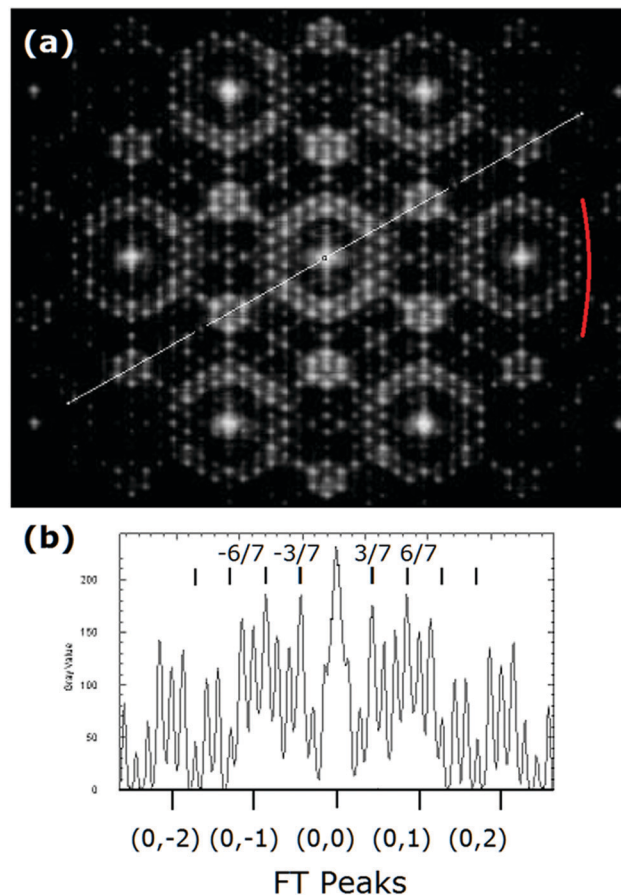 (a)
(b)
-6/7 -3/7 3/7 6/7
200
150
100
50
0
Gray Value
(0,-2) (0,-1) (0,0) (0,1) (0,2)
FT Peaks